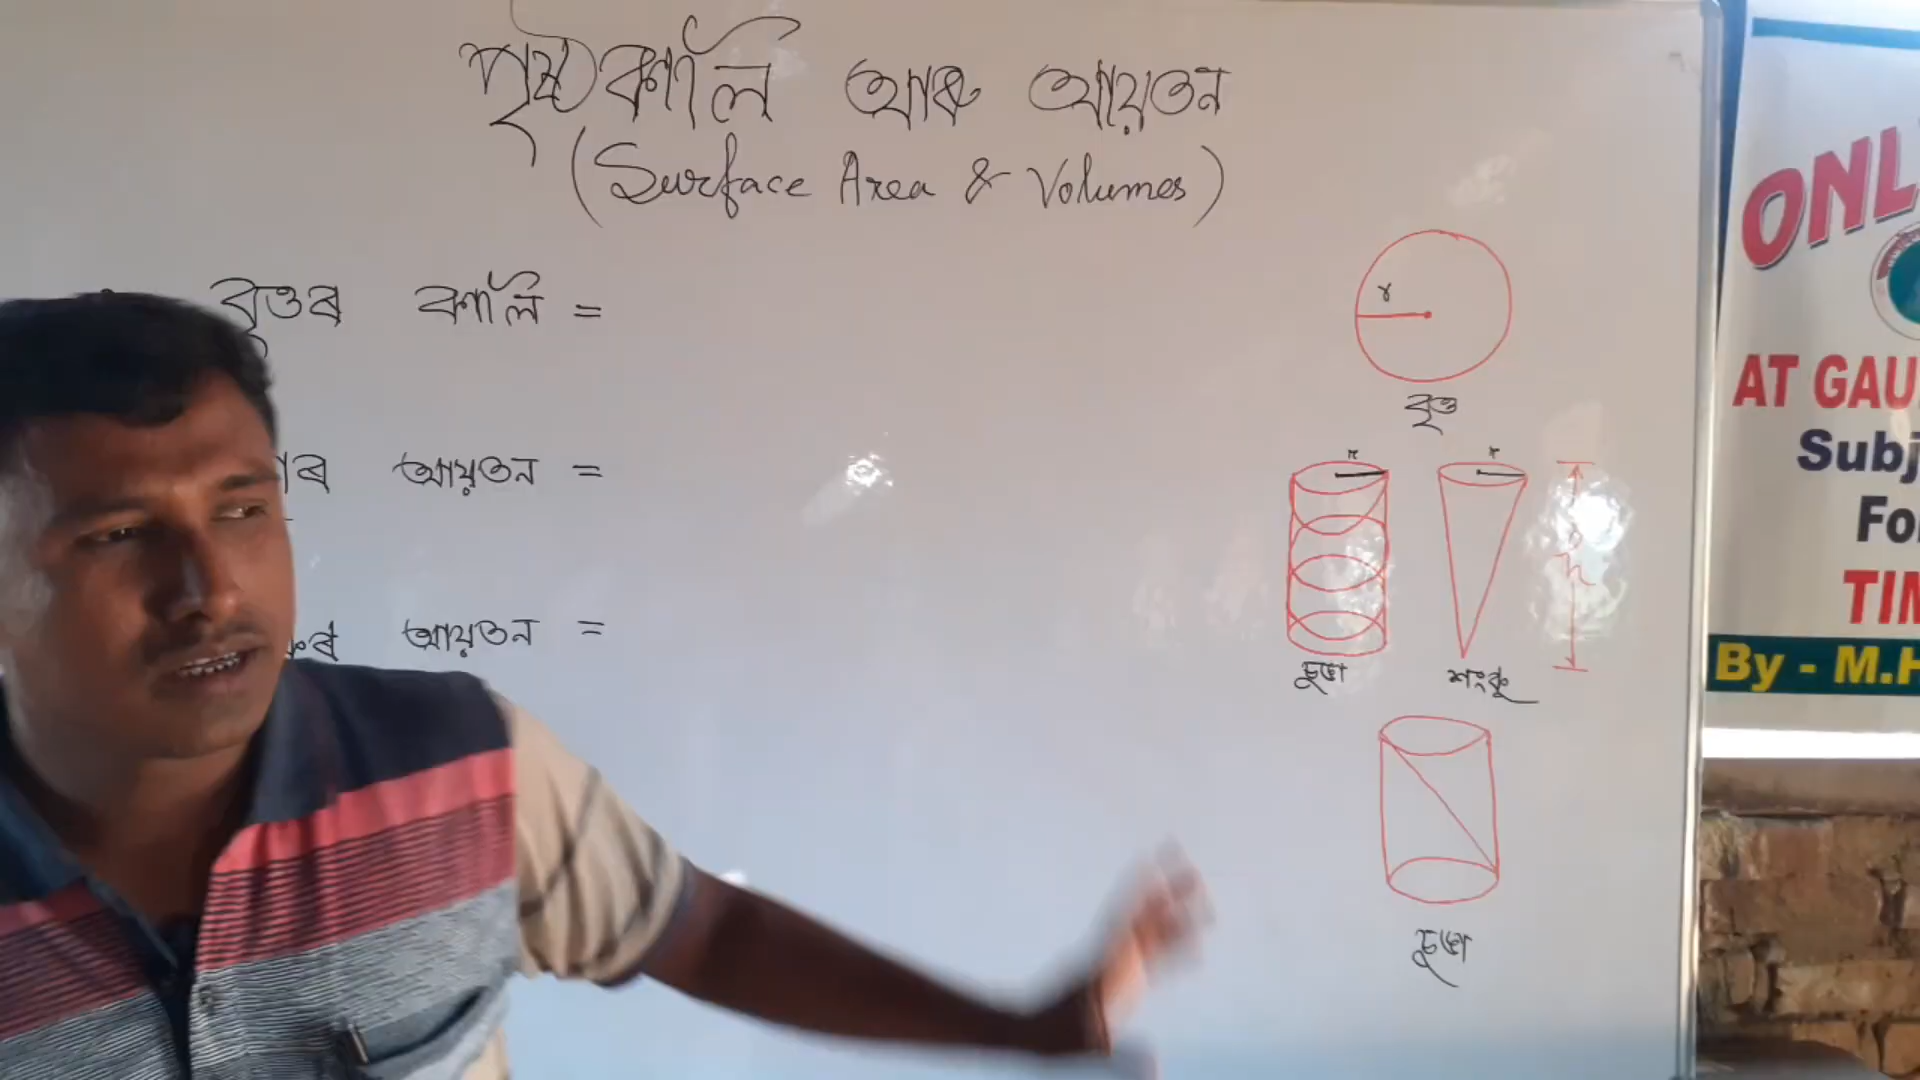 পৃষ্ঠকালি আৰু আয়তন
(Surface Area & Volumes)
বৃত্তৰ কালি =
r
বৃত্ত
আয়তন =
r
r
h
চুঙা
শংকু
আয়তন =
চুঙা
ONL
AT GAU
Subj
Fo
TIM
By - M.H